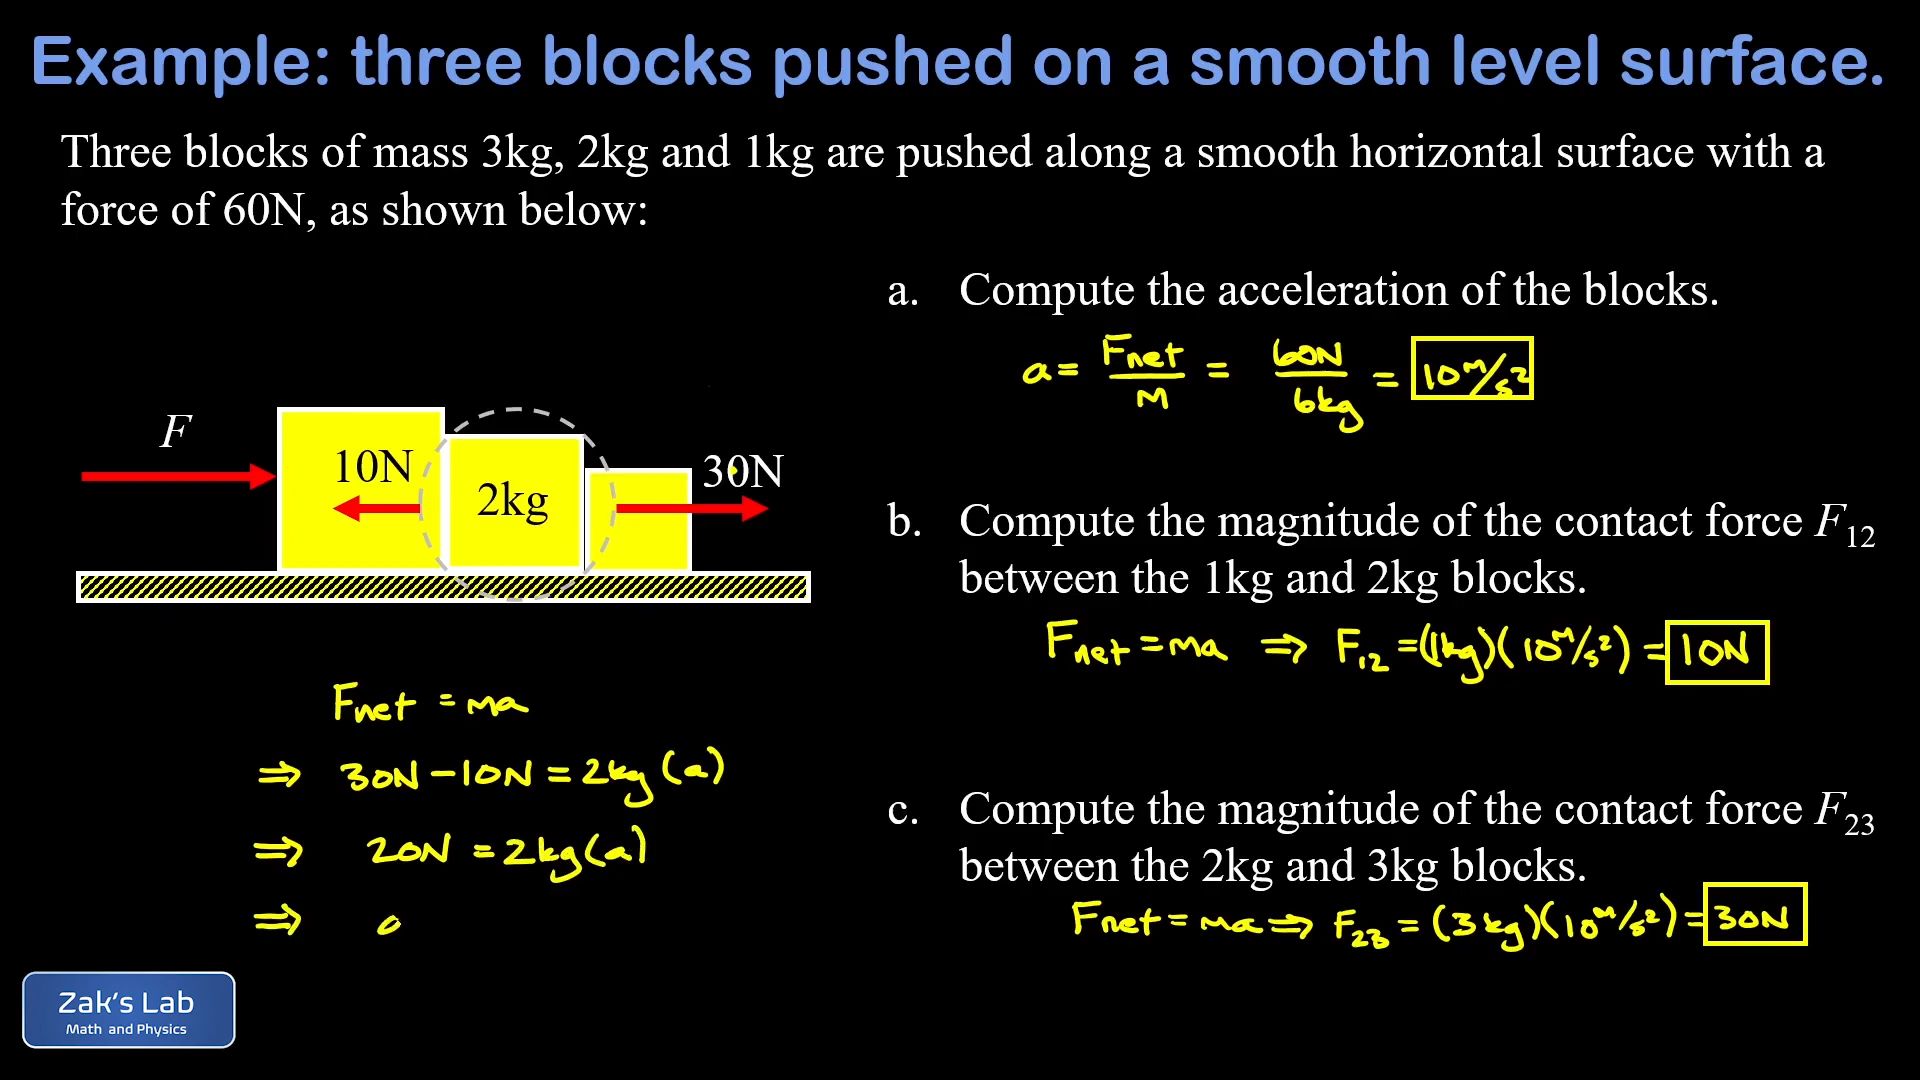 Example: three blocks pushed on a smooth level surface.
Three blocks of mass 3kg, 2kg and 1kg are pushed along a smooth horizontal surface with a
force of 60N, as shown below:
a. Compute the acceleration of the blocks.
a = Fnet/M = 60N/6kg = 10 m/s²
F
10N
2kg
30N
b. Compute the magnitude of the contact force F₁₂
between the 1kg and 2kg blocks.
Fnet = ma ⇒ F₁₂ = (1kg)(10 m/s²) = 10N
c. Compute the magnitude of the contact force F₂₃
between the 2kg and 3kg blocks.
Fnet = ma ⇒ F₂₃ = (3kg)(10 m/s²) = 30N
Fnet = ma
⇒ 30N - 10N = 2kg (a)
⇒ 20N = 2kg (a)
⇒
Zak's Lab
Math and Physics